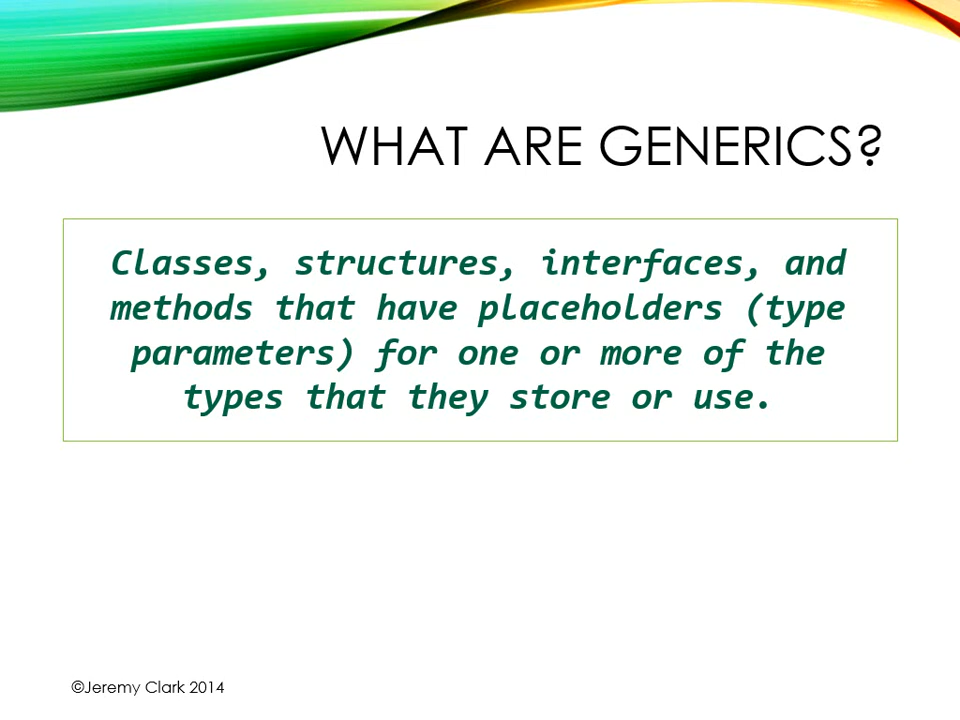 WHAT ARE GENERICS?
Classes, structures, interfaces, and
methods that have placeholders (type
parameters) for one or more of the
types that they store or use.
©Jeremy Clark 2014